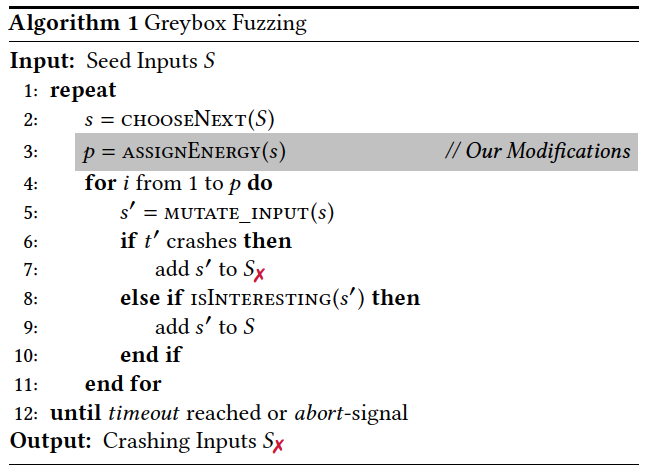 Algorithm 1 Greybox Fuzzing
Input: Seed Inputs S
1: repeat
2: s = CHOOSENEXT(S)
3: p = ASSIGNENERGY(s) // Our Modifications
4: for i from 1 to p do
5: s′ = MUTATE_INPUT(s)
6: if t′ crashes then
7: add s′ to S✗
8: else if ISINTERESTING(s′) then
9: add s′ to S
10: end if
11: end for
12: until timeout reached or abort-signal
Output: Crashing Inputs S✗